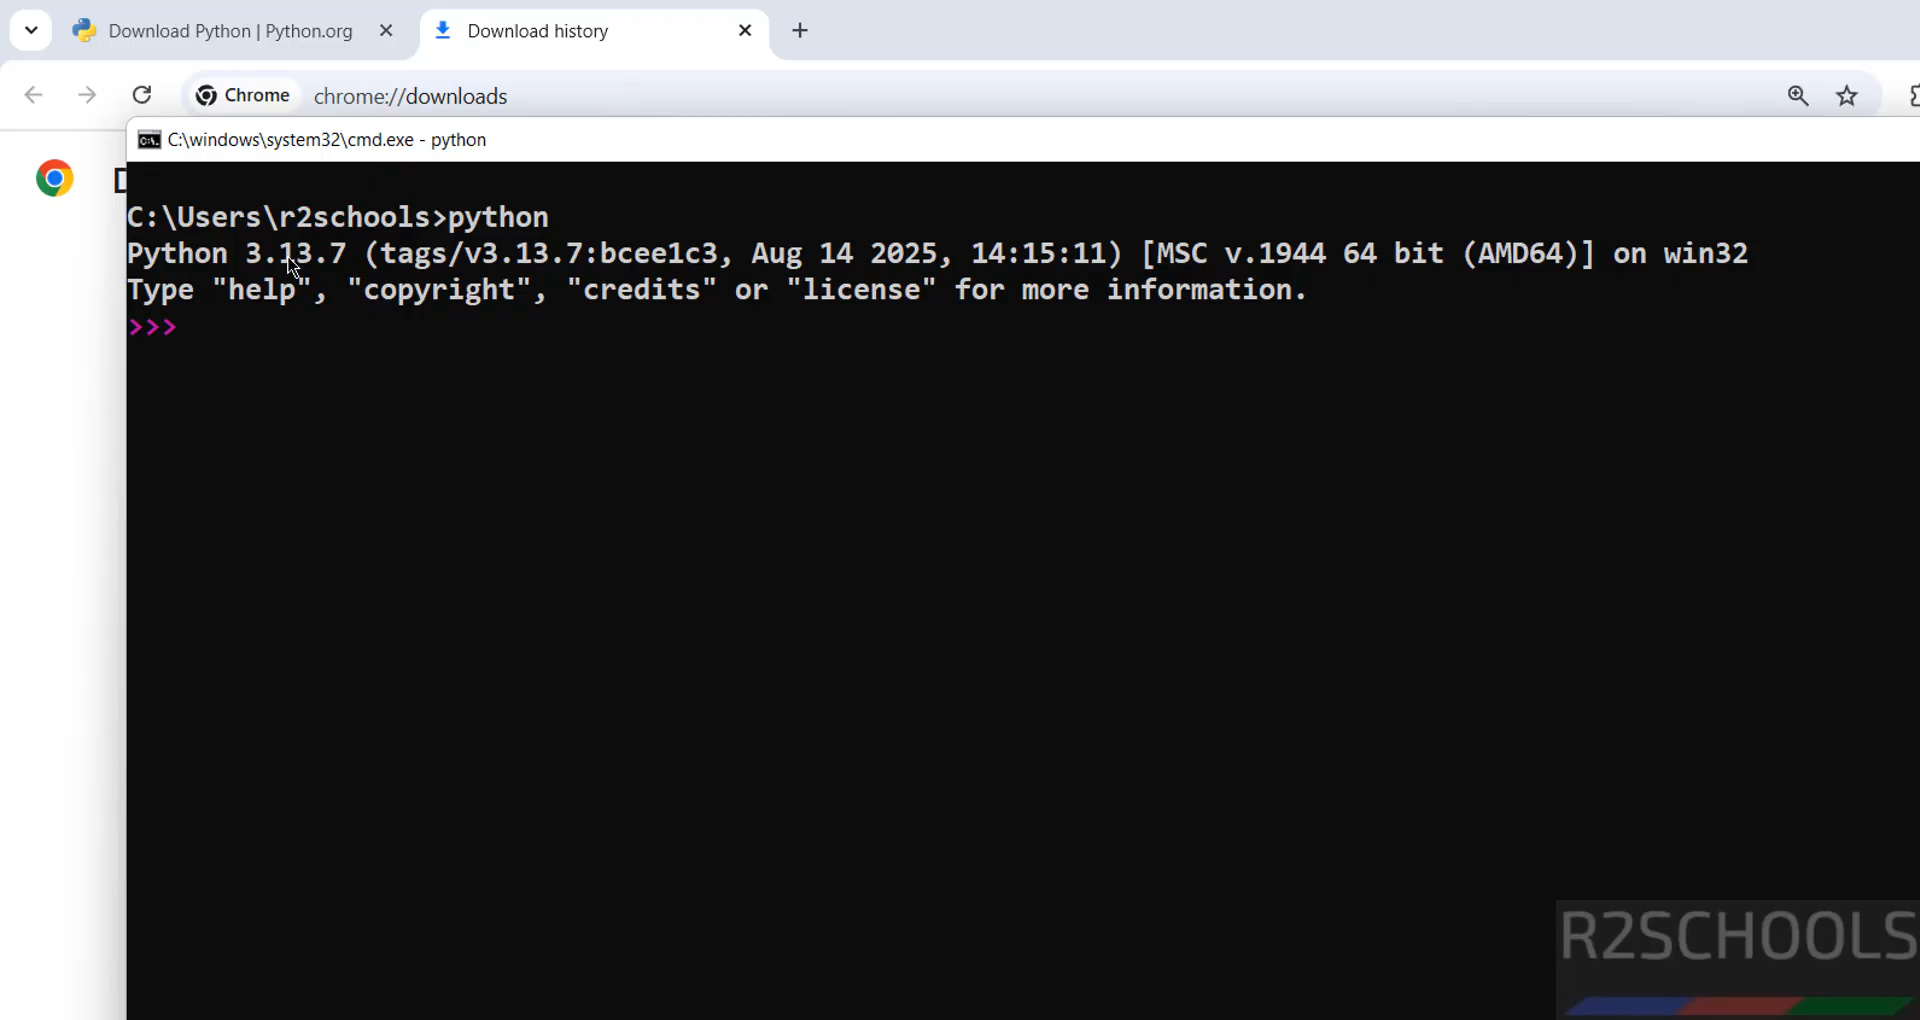 Download Python | Python.org
Download history
Chrome
chrome://downloads
C:\windows\system32\cmd.exe - python
C:\Users\r2schools>python
Python 3.13.7 (tags/v3.13.7:bcee1c3, Aug 14 2025, 14:15:11) [MSC v.1944 64 bit (AMD64)] on win32
Type "help", "copyright", "credits" or "license" for more information.
>>>
R2SCHOOLS